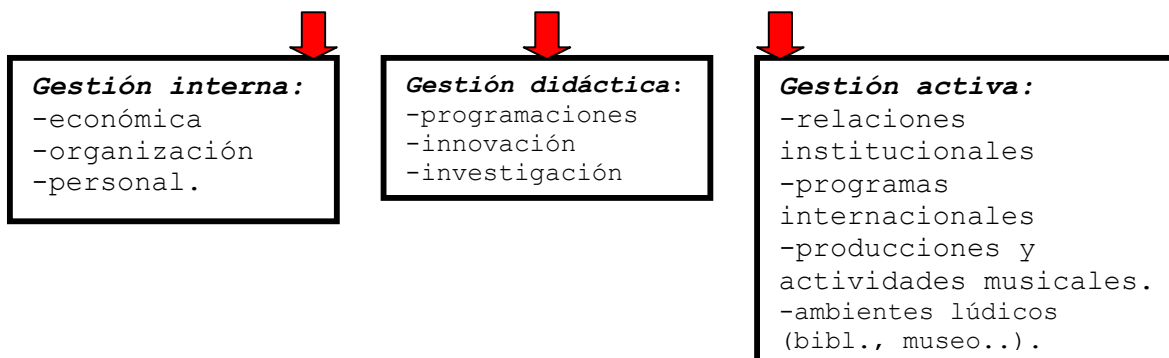 Gestión interna:
-económica
-organización
-personal.
Gestión didáctica:
-programaciones
-innovación
-investigación
Gestión activa:
-relaciones
institucionales
-programas
internacionales
-producciones y
actividades musicales.
-ambientes lúdicos
(bibl., museo..).